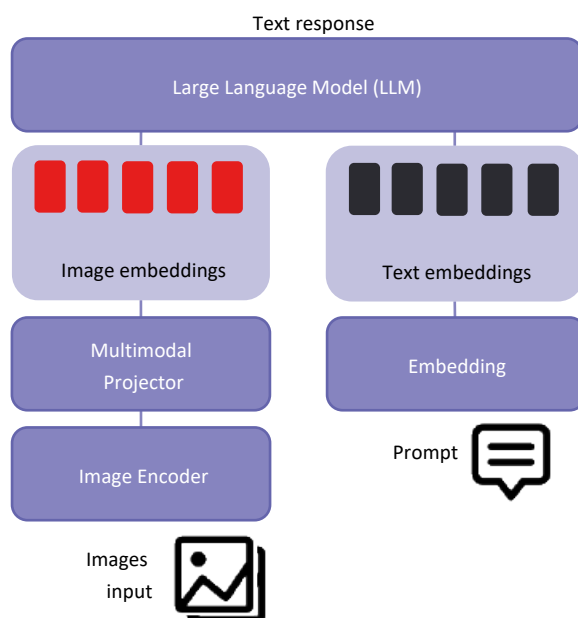 Text response
Large Language Model (LLM)
Image embeddings
Text embeddings
Multimodal
Projector
Embedding
Image Encoder
Prompt
Images
input